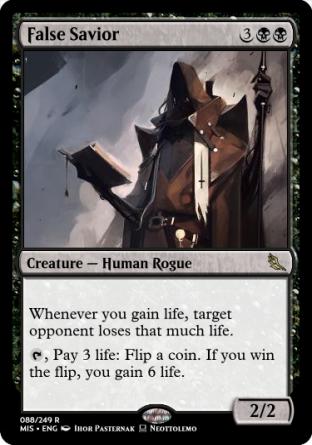 False Savior 3
Creature — Human Rogue
Whenever you gain life, target
opponent loses that much life.
, Pay 3 life: Flip a coin. If you win
the flip, you gain 6 life.
088/249 R
MIS • ENG Ihor Pasternak Neottolemo
2/2